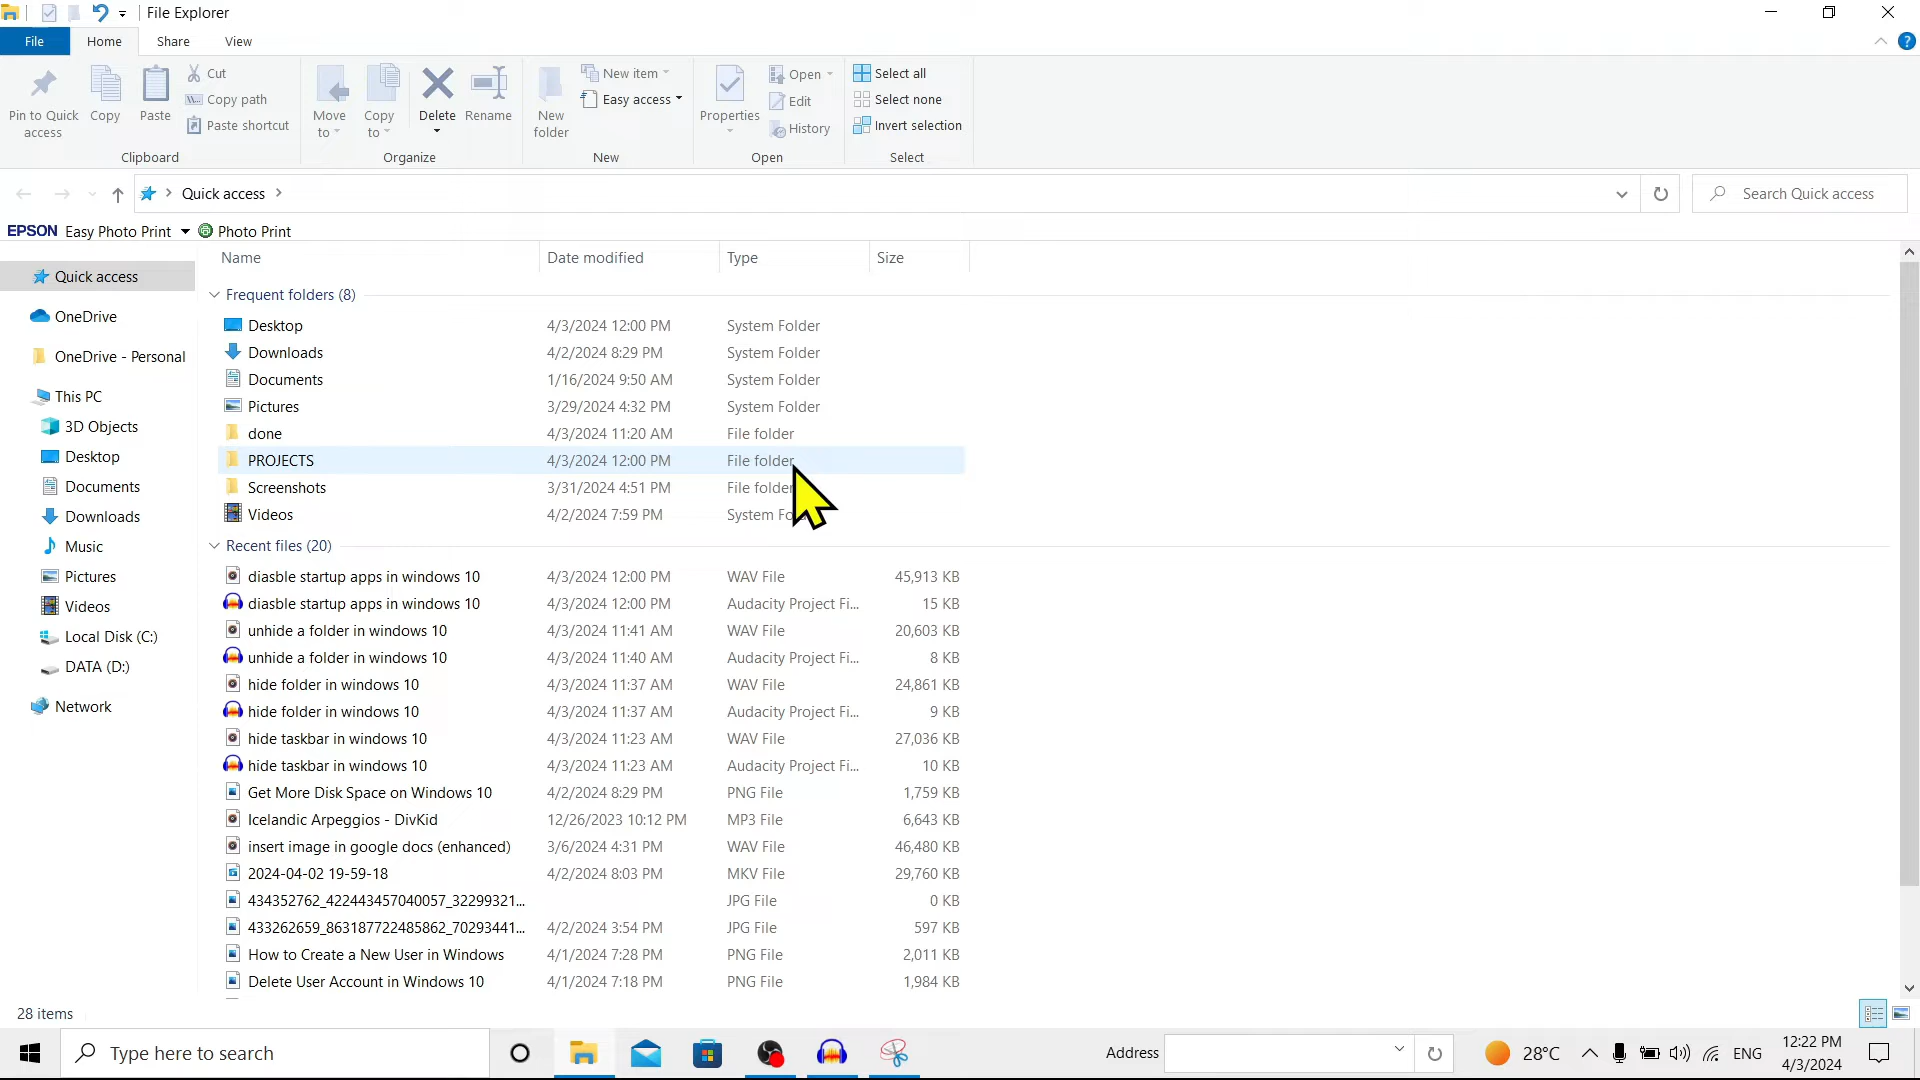 File Explorer
File Home Share View
Pin to Quick access
Copy
Paste
Cut
Copy path
Paste shortcut
Clipboard
Move to
Copy to
Delete
Rename
Organize
New folder
New item
Easy access
New
Properties
Open
Edit
History
Open
Select all
Select none
Invert selection
Select
Quick access
Search Quick access
EPSON Easy Photo Print Photo Print
Quick access
OneDrive
OneDrive - Personal
This PC
3D Objects
Desktop
Documents
Downloads
Music
Pictures
Videos
Local Disk (C:)
DATA (D:)
Network
Name Date modified Type Size
Frequent folders (8)
Desktop 4/3/2024 12:00 PM System Folder
Downloads 4/2/2024 8:29 PM System Folder
Documents 1/16/2024 9:50 AM System Folder
Pictures 3/29/2024 4:32 PM System Folder
done 4/3/2024 11:20 AM File folder
PROJECTS 4/3/2024 12:00 PM File folder
Screenshots 3/31/2024 4:51 PM File folder
Videos 4/2/2024 7:59 PM System
Recent files (20)
diasble startup apps in windows 10 4/3/2024 12:00 PM WAV File 45,913 KB
diasble startup apps in windows 10 4/3/2024 12:00 PM Audacity Project Fi... 15 KB
unhide a folder in windows 10 4/3/2024 11:41 AM WAV File 20,603 KB
unhide a folder in windows 10 4/3/2024 11:40 AM Audacity Project Fi... 8 KB
hide folder in windows 10 4/3/2024 11:37 AM WAV File 24,861 KB
hide folder in windows 10 4/3/2024 11:37 AM Audacity Project Fi... 9 KB
hide taskbar in windows 10 4/3/2024 11:23 AM WAV File 27,036 KB
hide taskbar in windows 10 4/3/2024 11:23 AM Audacity Project Fi... 10 KB
Get More Disk Space on Windows 10 4/2/2024 8:29 PM PNG File 1,759 KB
Icelandic Arpeggios - DivKid 12/26/2023 10:12 PM MP3 File 6,643 KB
insert image in google docs (enhanced) 3/6/2024 4:31 PM WAV File 46,480 KB
2024-04-02 19-59-18 4/2/2024 8:03 PM MKV File 29,760 KB
434352762_422443457040057_32299321... JPG File 0 KB
433262659_863187722485862_70293441... 4/2/2024 3:54 PM JPG File 597 KB
How to Create a New User in Windows 4/1/2024 7:28 PM PNG File 2,011 KB
Delete User Account in Windows 10 4/1/2024 7:18 PM PNG File 1,984 KB
28 items
Type here to search
Address
28°C
ENG
12:22 PM
4/3/2024